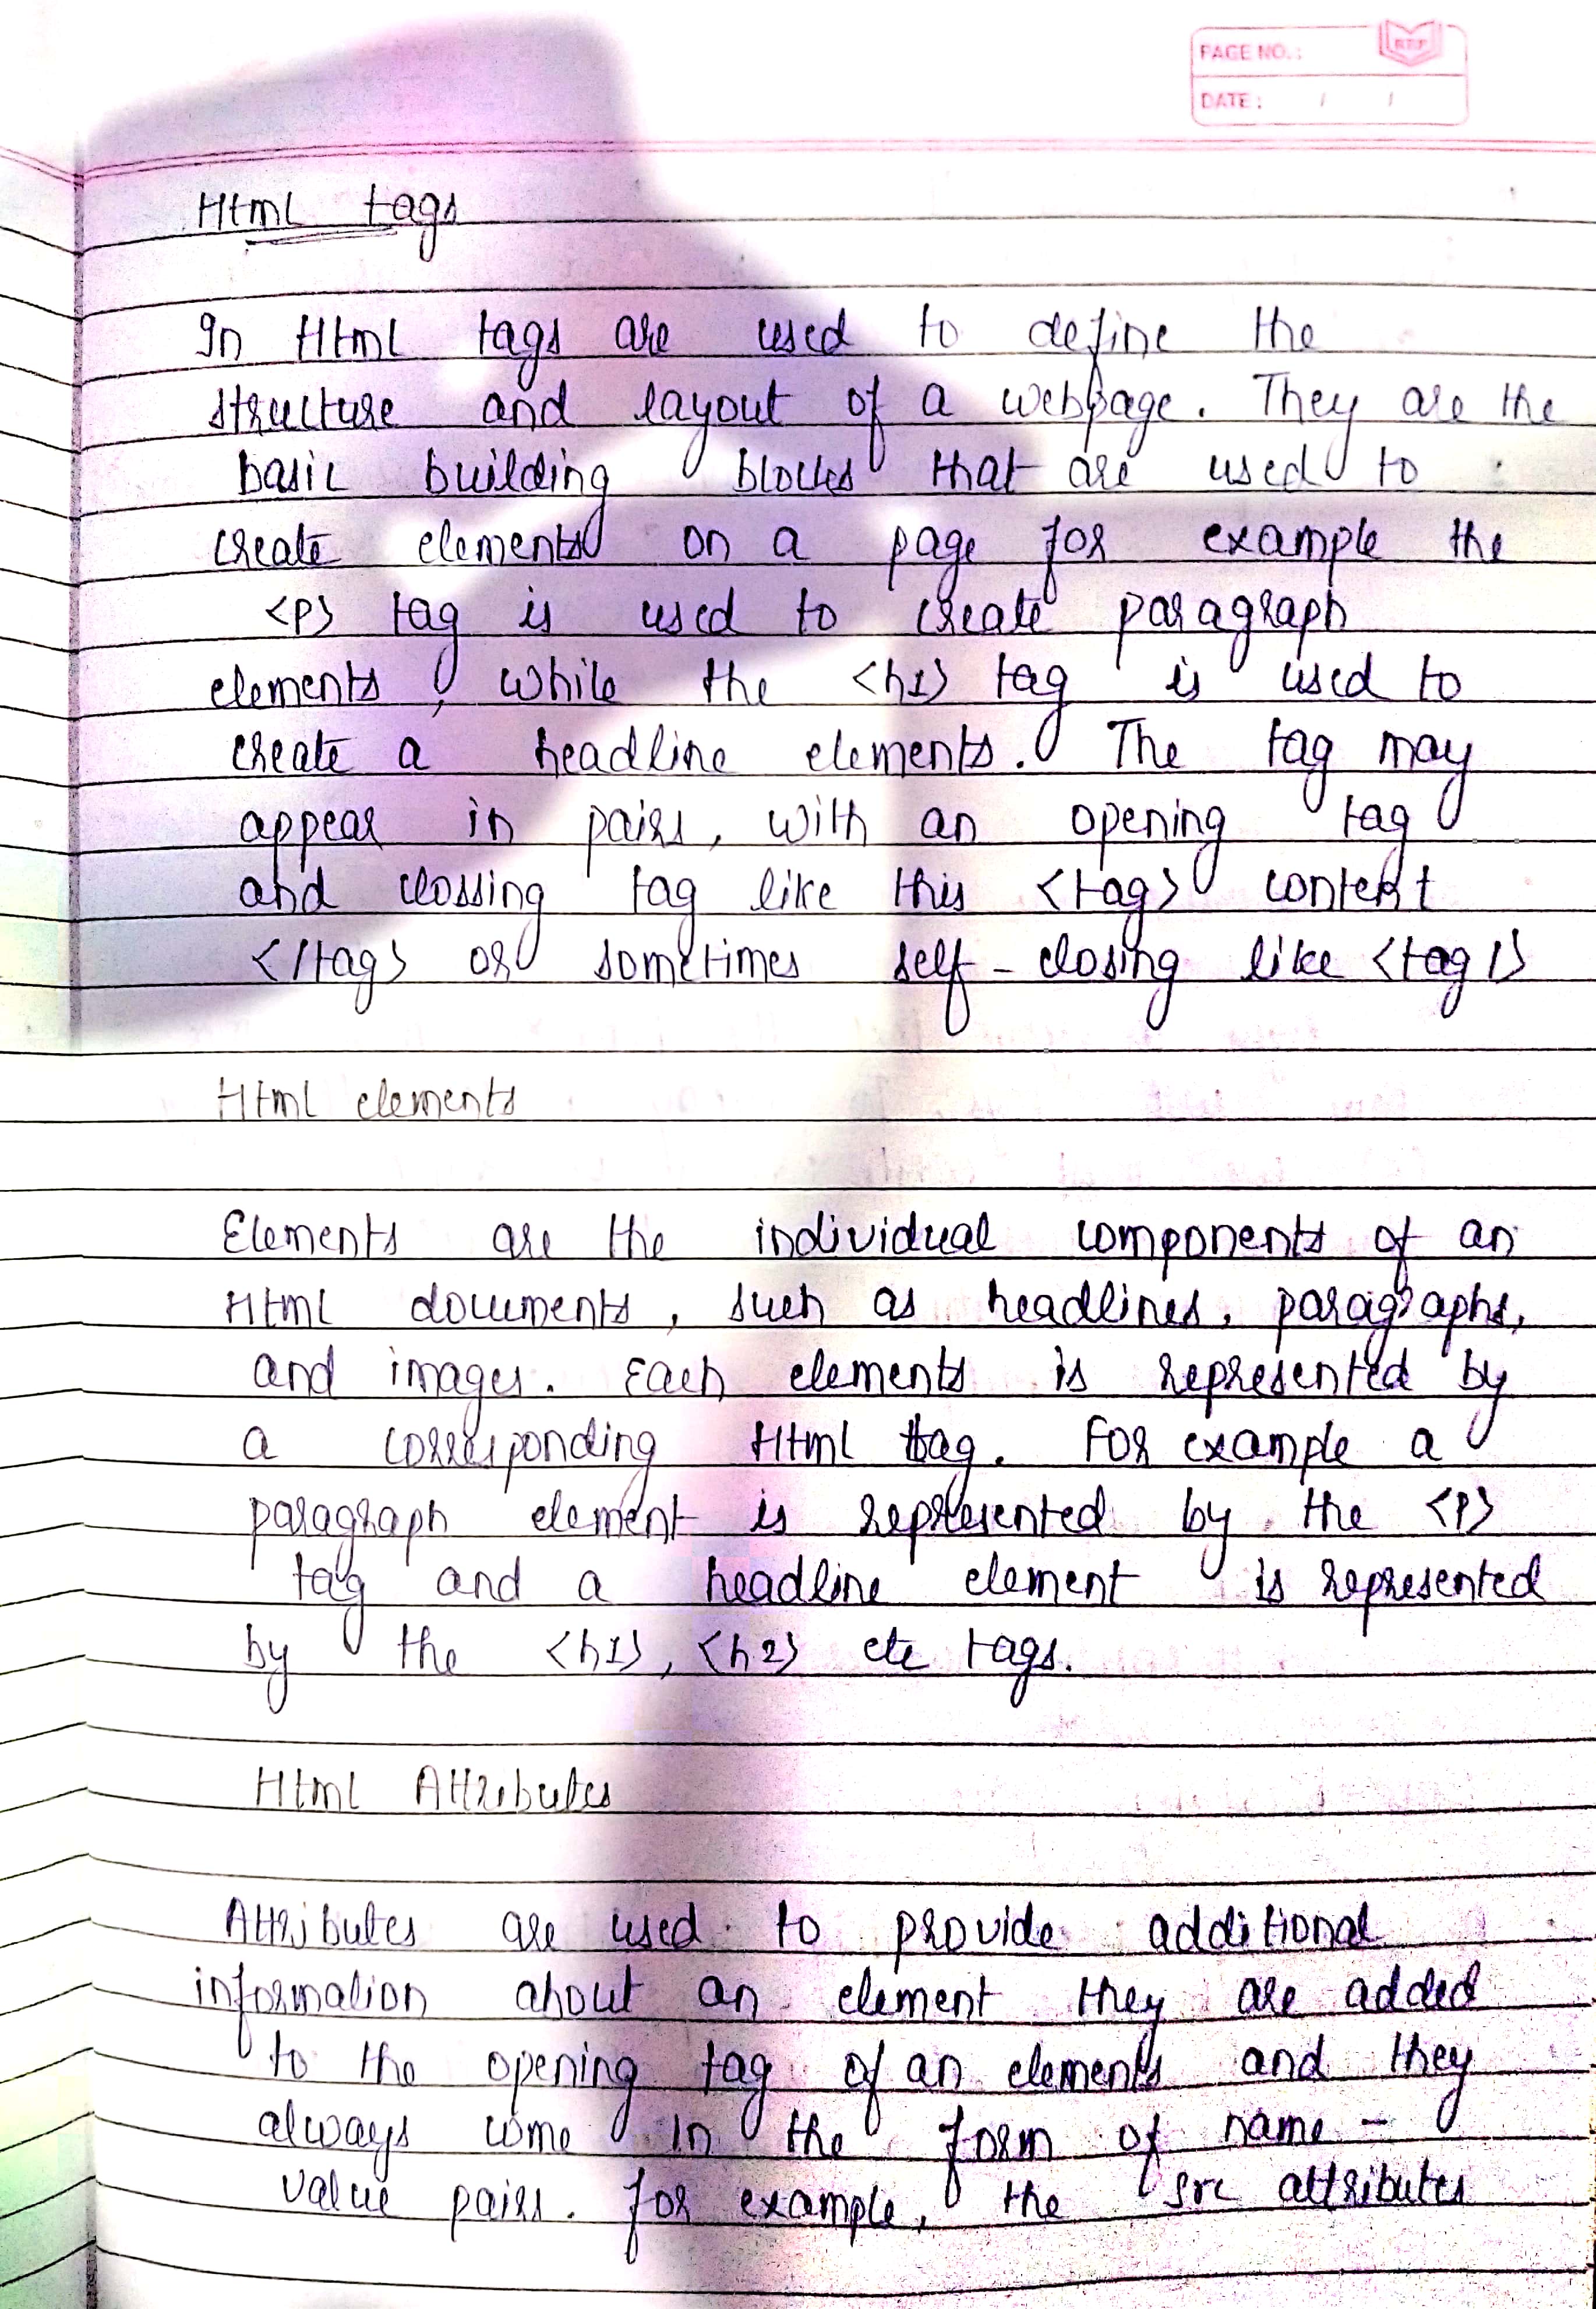 PAGE NO.:
DATE: / /
Html tags
In Html tags are used to define the
structure and layout of a webpage. They are the
basic building blocks that are used to
create elements on a page for example the
<p> tag is used to create paragraph
elements, while the <h1> tag is used to
create a headline elements. The tag may
appear in pairs, with an opening tag
and clossing tag like this <tag> content
</tag> or sometimes self-closing like <tag/>
Html elements
Elements are the individual components of an
Html documents, such as headlines, paragraphs,
and images. Each elements is represented by
a corresponding Html tag. For example a
paragraph element is represented by the <p>
tag and a headline element is represented
by the <h1>, <h2> etc tags.
Html Attributes
Attributes are used to provide additional
information about an element they are added
to the opening tag of an elements and they
always come in the form of name -
value pairs. for example, the src attributes